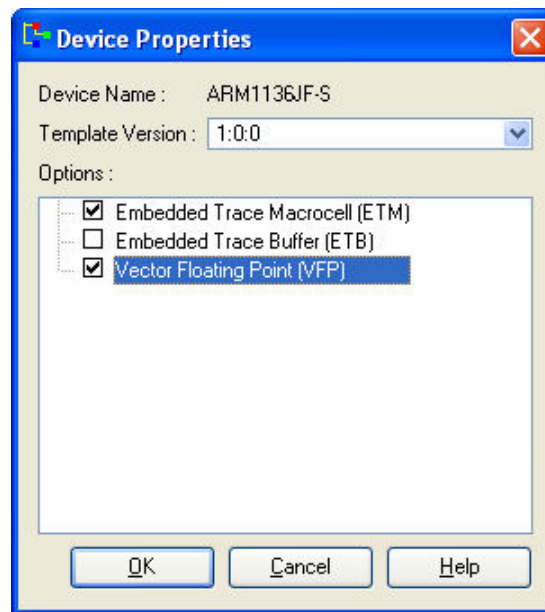 Device Properties
Device Name : ARM1136JF-S
Template Version : 1:0:0
Options :
Embedded Trace Macrocell (ETM)
Embedded Trace Buffer (ETB)
Vector Floating Point (VFP)
OK Cancel Help